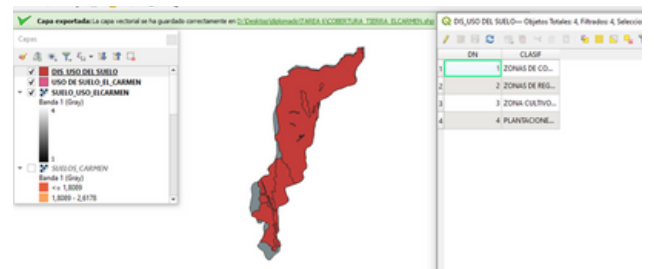 Capa exportada: La capa vectorial se ha guardado correctamente en D:\Desktop\diplomado\TAREA 6\COBERTURA_TIERRA_ELCARMEN.shp
DIS_USO DEL SUELO— Objetos Totales: 4, Filtrados: 4, Seleccio
Capas
DIS_USO DEL SUELO
USO DE SUELO_EL_CARMEN
SUELO_USO_ELCARMEN
Banda 1 (Gray)
4
1
SUELOS_CARMEN
Banda 1 (Gray)
<= 1,8089
1,8089 - 2,6178
DN CLASIF
1 1 ZONAS DE CO...
2 2 ZONAS DE REG...
3 3 ZONA CULTIVO...
4 4 PLANTACIONE...